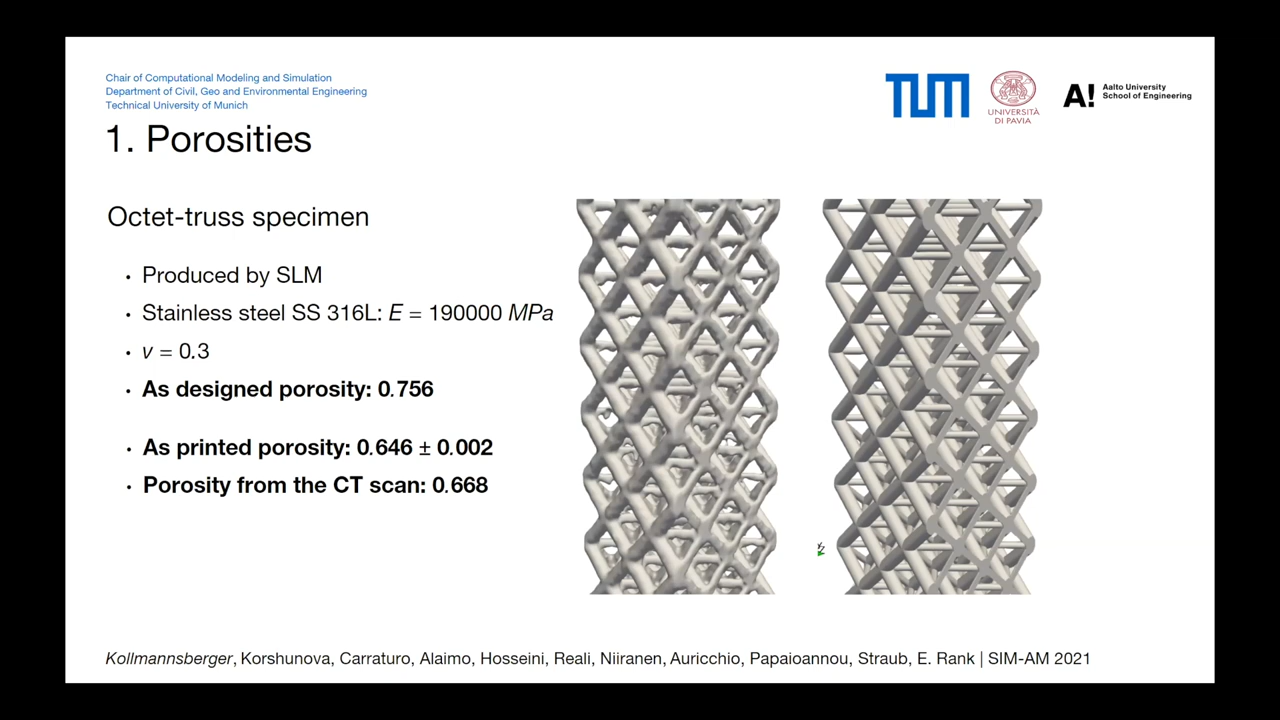 Chair of Computational Modeling and Simulation
Department of Civil, Geo and Environmental Engineering
Technical University of Munich
TUM
UNIVERSITÀ
DI PAVIA
A!
Aalto University
School of Engineering
1. Porosities
Octet-truss specimen
• Produced by SLM
• Stainless steel SS 316L: E = 190000 MPa
• ν = 0.3
• As designed porosity: 0.756
• As printed porosity: 0.646 ± 0.002
• Porosity from the CT scan: 0.668
Kollmannsberger, Korshunova, Carraturo, Alaimo, Hosseini, Reali, Niiranen, Auricchio, Papaioannou, Straub, E. Rank | SIM-AM 2021